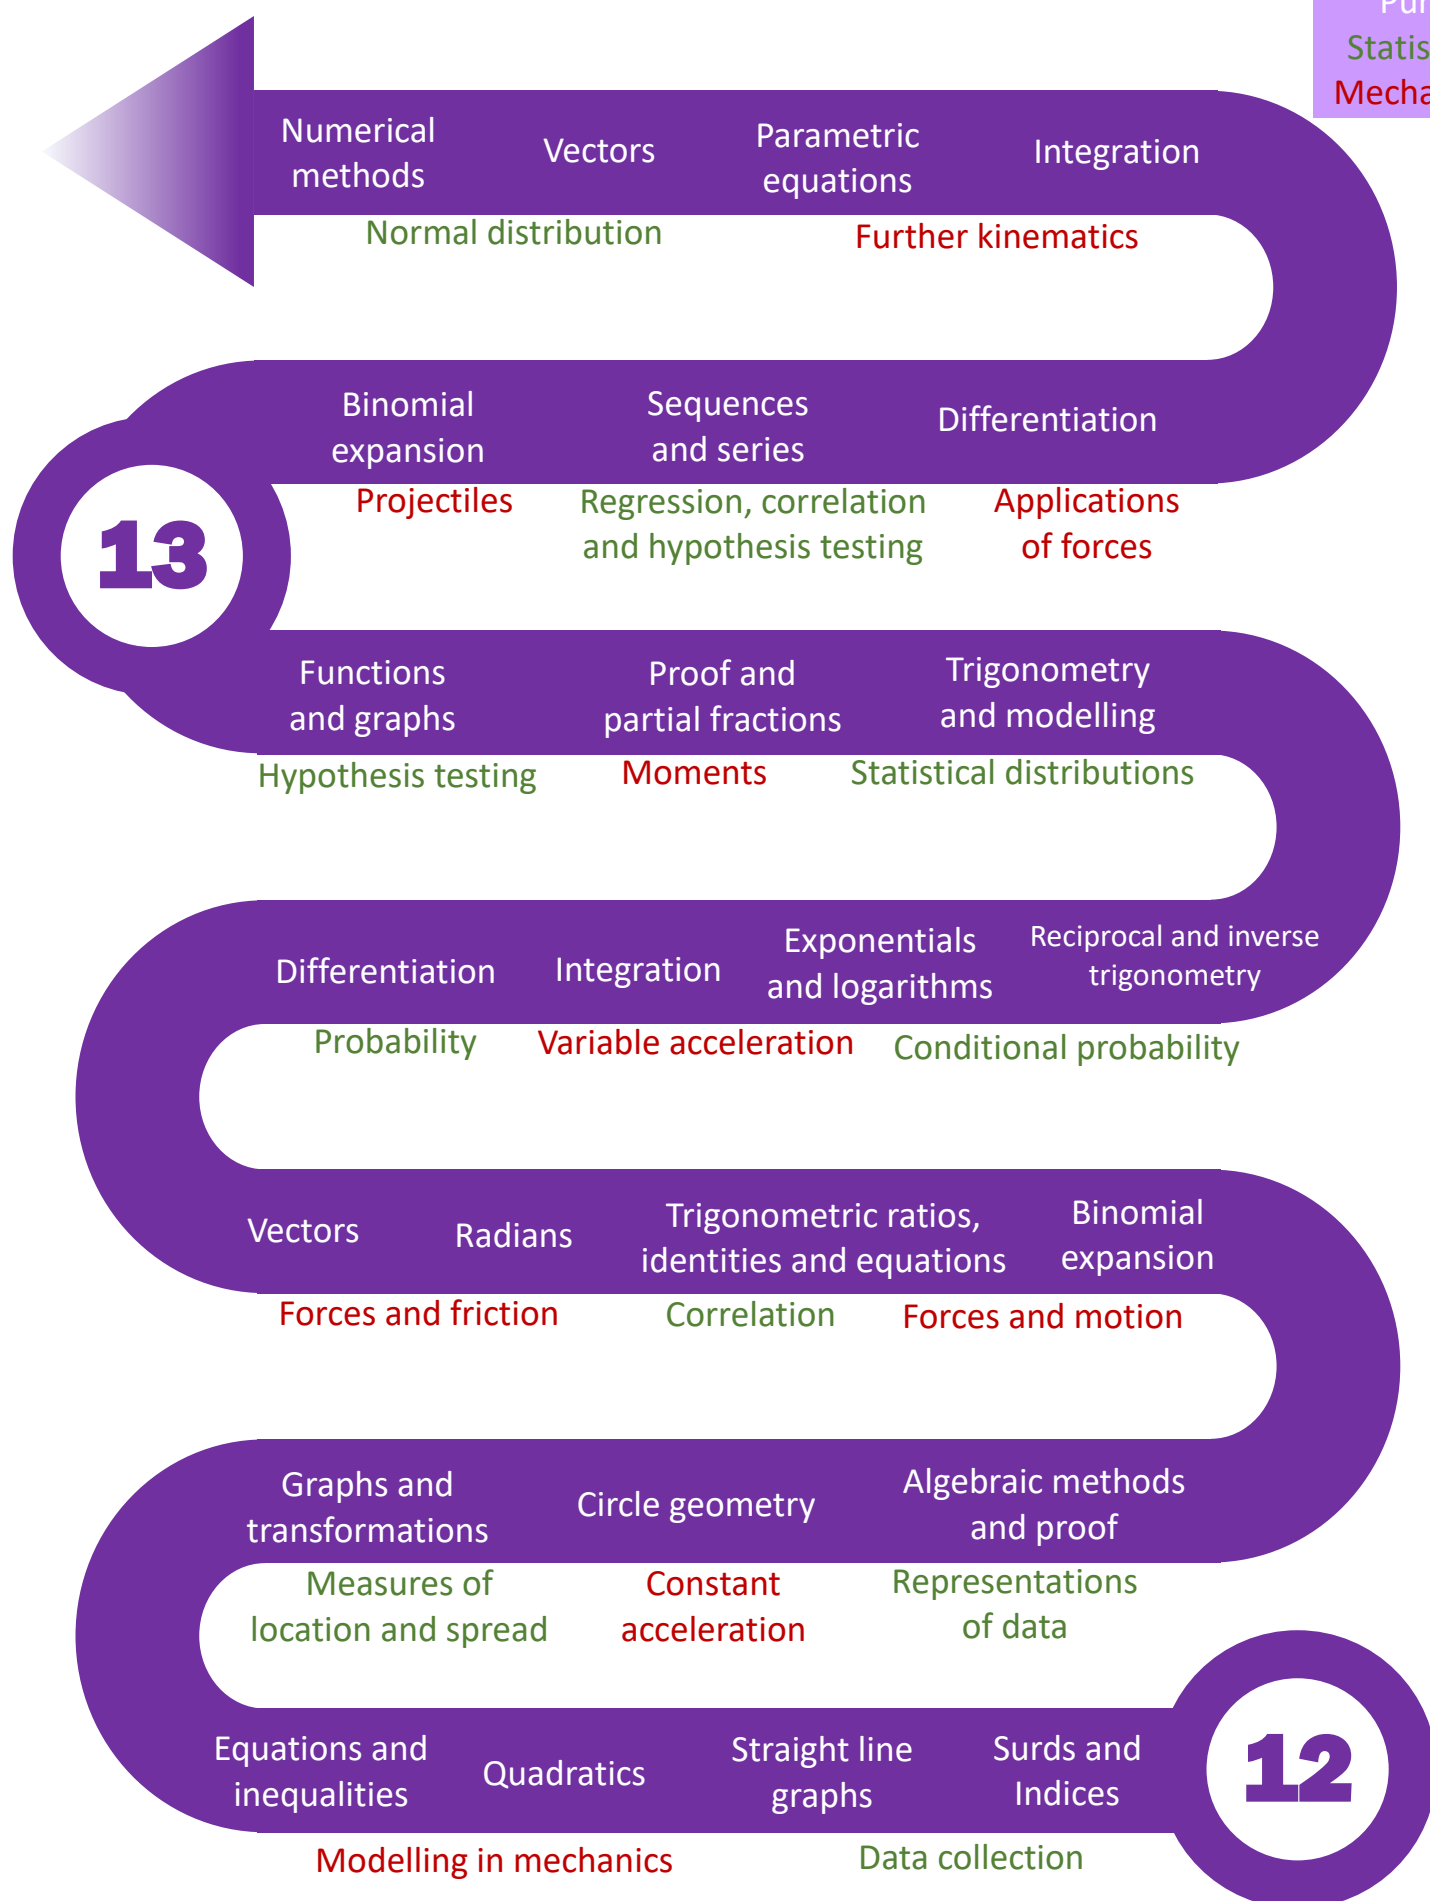 Numerical
methods
Vectors
Parametric
equations
Integration
Normal distribution
Further kinematics
Binomial
expansion
Sequences
and series
Differentiation
Projectiles
Regression, correlation
and hypothesis testing
Applications
of forces
13
Functions
and graphs
Proof and
partial fractions
Trigonometry
and modelling
Hypothesis testing
Moments
Statistical distributions
Differentiation
Integration
Exponentials
and logarithms
Reciprocal and inverse
trigonometry
Probability
Variable acceleration
Conditional probability
Vectors
Radians
Trigonometric ratios,
identities and equations
Binomial
expansion
Forces and friction
Correlation
Forces and motion
Graphs and
transformations
Circle geometry
Algebraic methods
and proof
Measures of
location and spread
Constant
acceleration
Representations
of data
Equations and
inequalities
Quadratics
Straight line
graphs
Surds and
Indices
12
Modelling in mechanics
Data collection